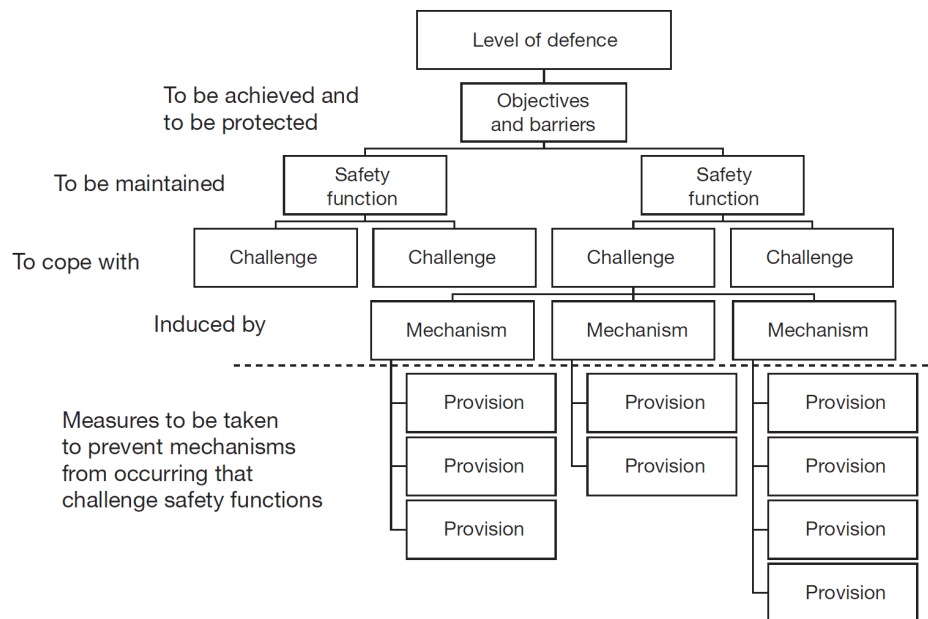 Level of defence
To be achieved and
to be protected
Objectives
and barriers
To be maintained
Safety
function
Safety
function
To cope with
Challenge
Challenge
Challenge
Challenge
Induced by
Mechanism
Mechanism
Mechanism
Measures to be taken
to prevent mechanisms
from occurring that
challenge safety functions
Provision
Provision
Provision
Provision
Provision
Provision
Provision
Provision
Provision